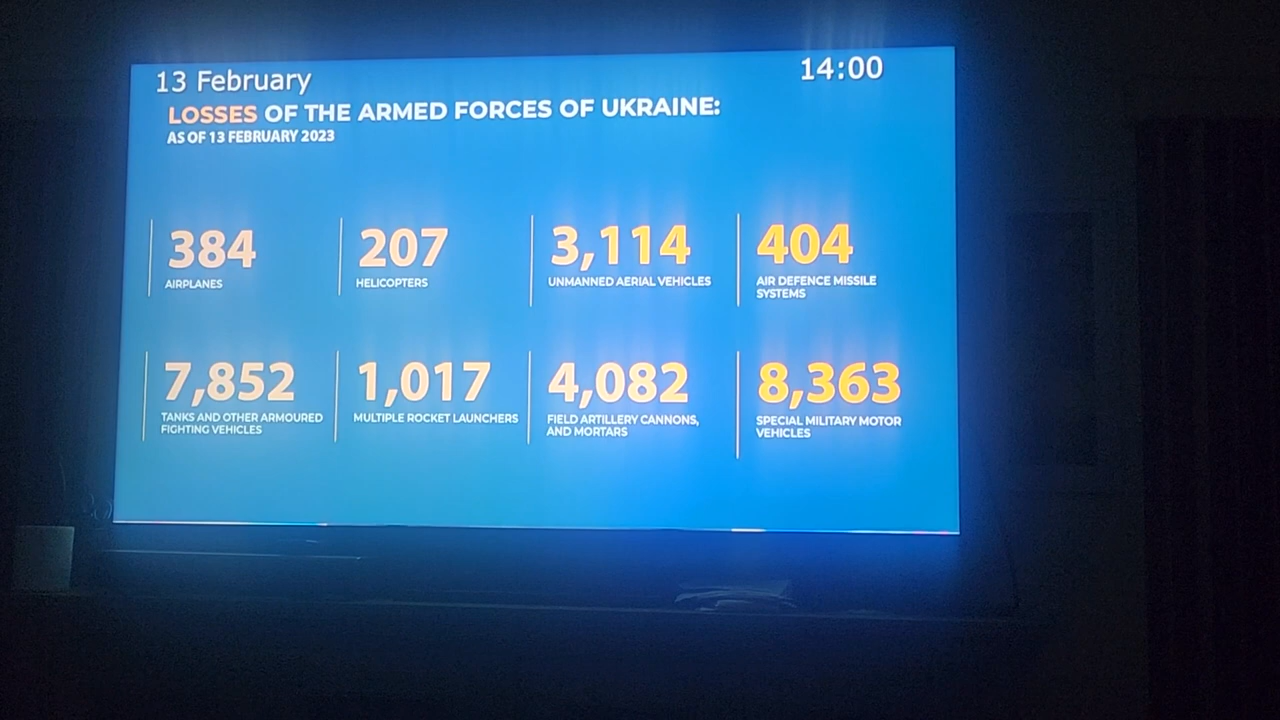 13 February
14:00
LOSSES OF THE ARMED FORCES OF UKRAINE:
AS OF 13 FEBRUARY 2023
384
AIRPLANES
207
HELICOPTERS
3,114
UNMANNED AERIAL VEHICLES
404
AIR DEFENCE MISSILE
SYSTEMS
7,852
TANKS AND OTHER ARMOURED
FIGHTING VEHICLES
1,017
MULTIPLE ROCKET LAUNCHERS
4,082
FIELD ARTILLERY CANNONS,
AND MORTARS
8,363
SPECIAL MILITARY MOTOR
VEHICLES